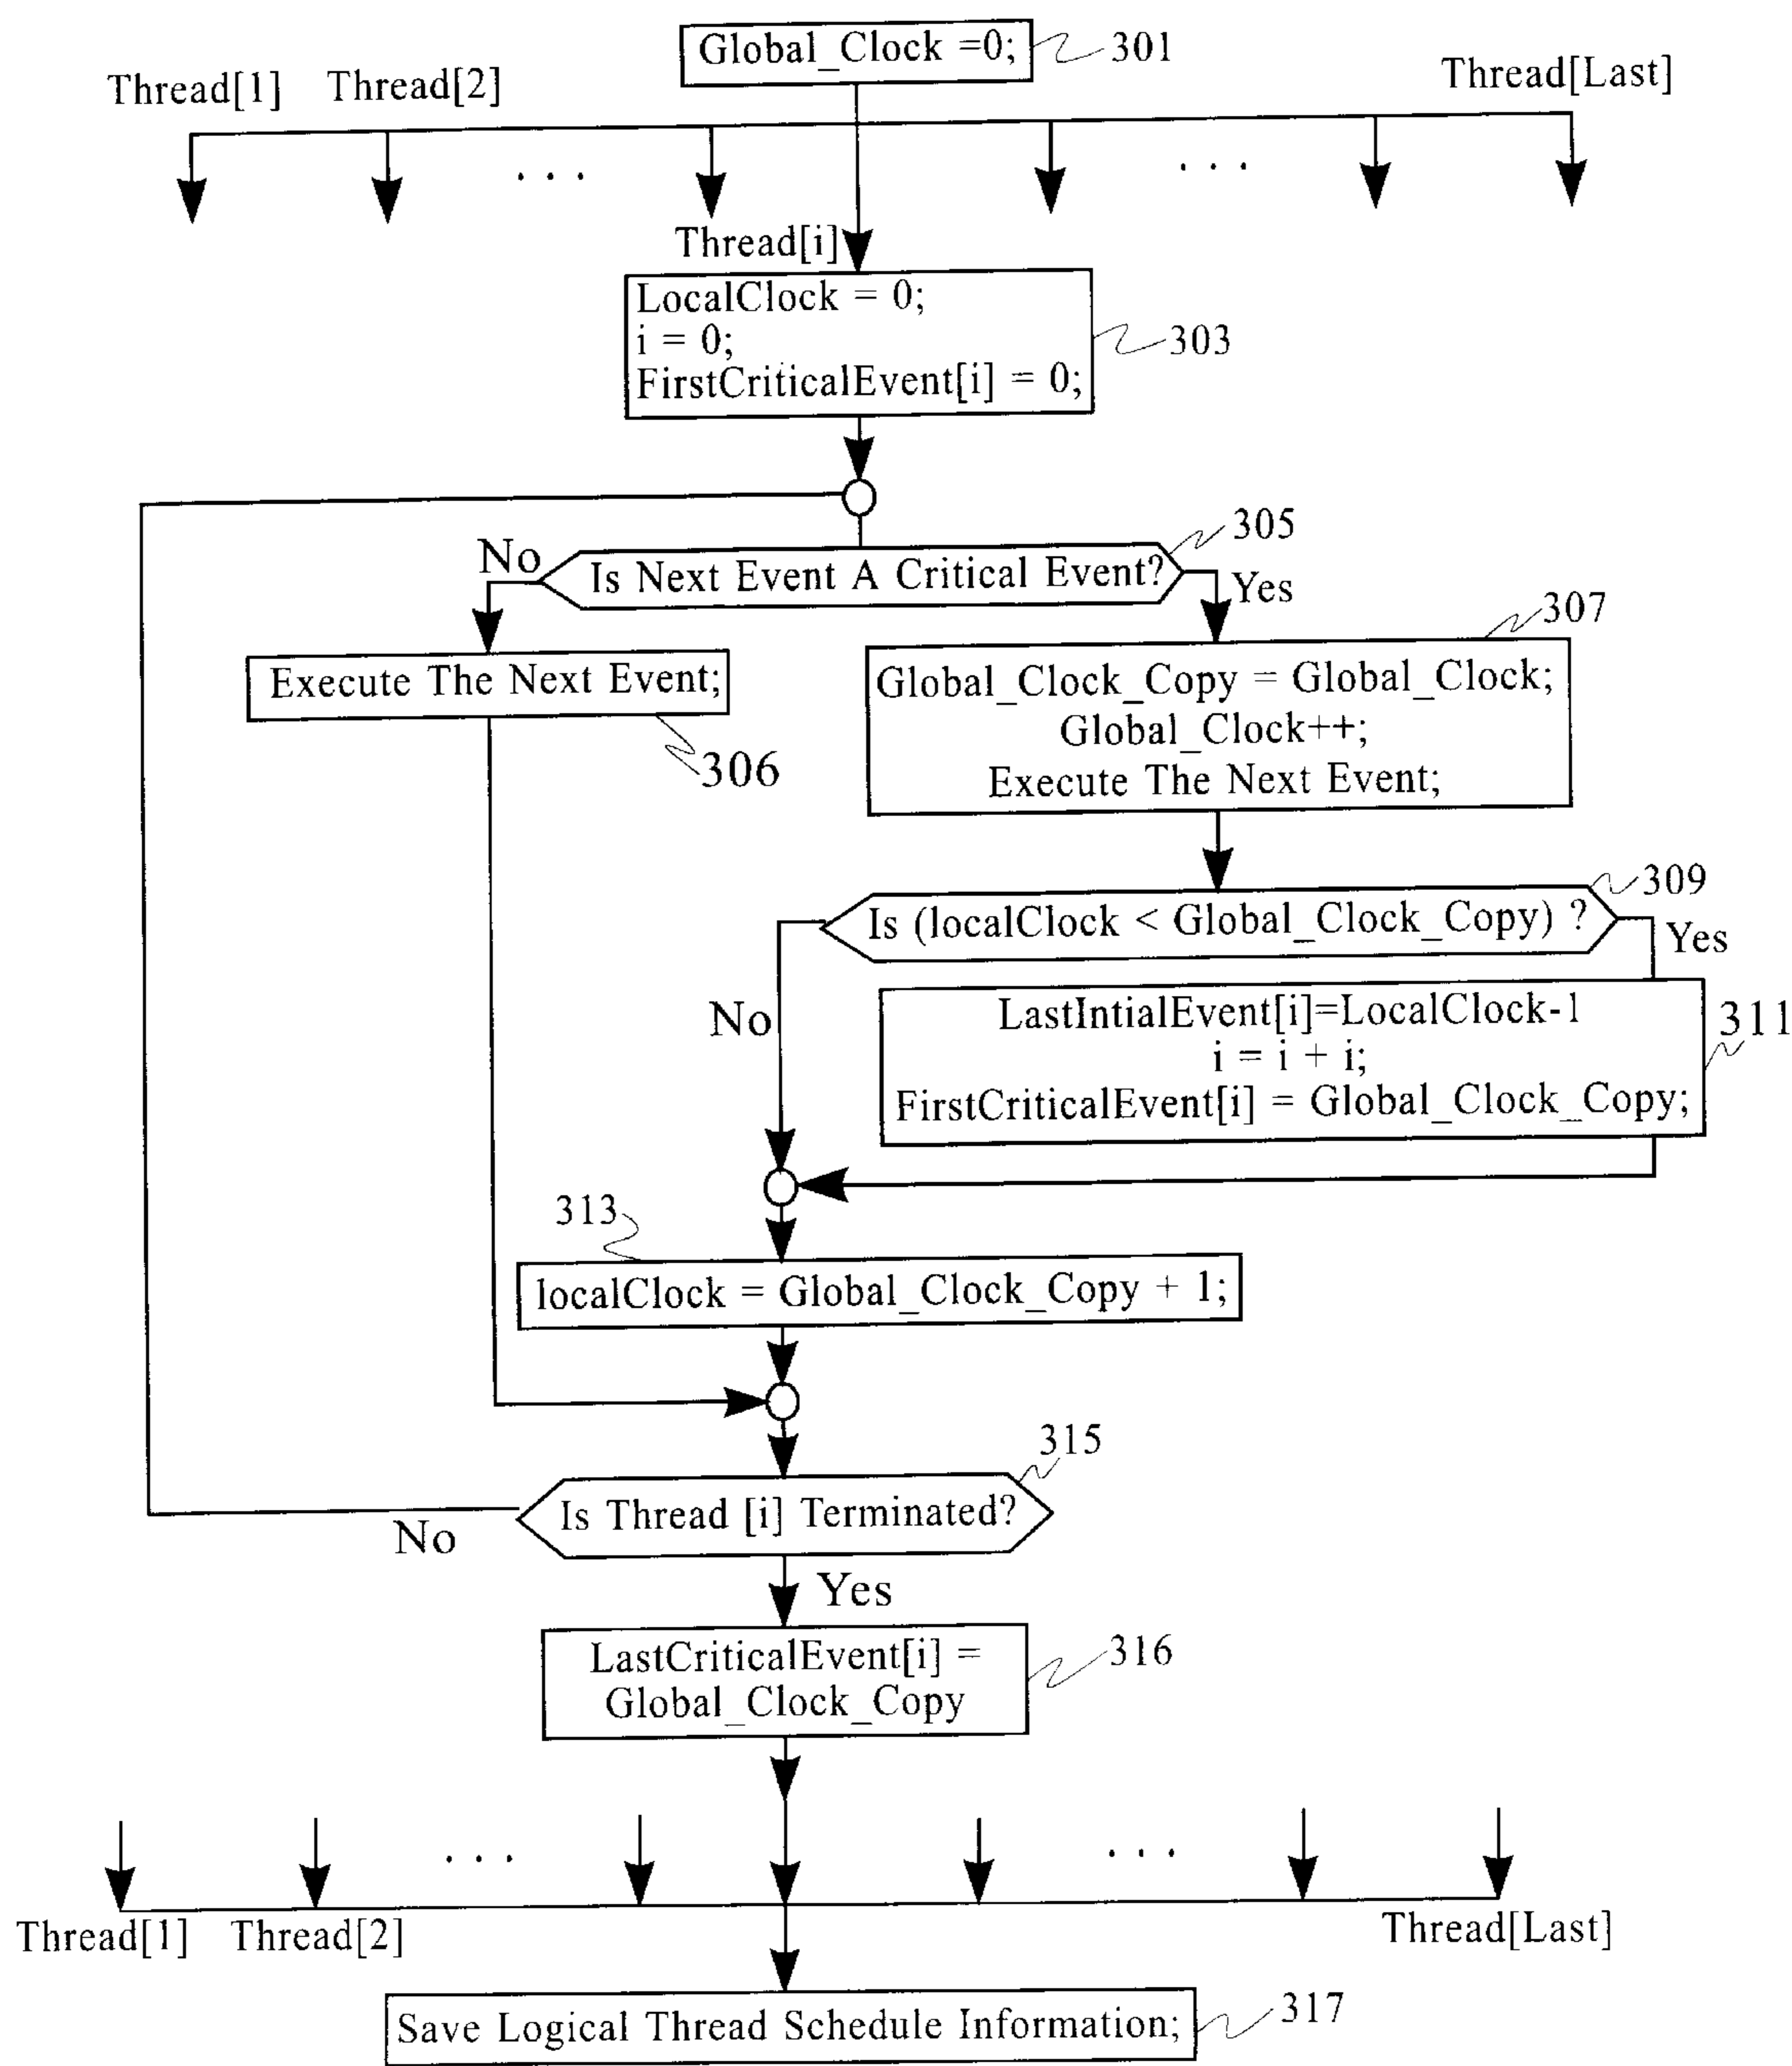 Global_Clock =0;
301
Thread[1]
Thread[2]
Thread[Last]
. . .
. . .
Thread[i]
LocalClock = 0;
i = 0;
FirstCriticalEvent[i] = 0;
303
305
No
Is Next Event A Critical Event?
Yes
307
Execute The Next Event;
306
Global_Clock_Copy = Global_Clock;
Global_Clock++;
Execute The Next Event;
309
Is (localClock < Global_Clock_Copy) ?
Yes
No
LastIntialEvent[i]=LocalClock-1
i = i + i;
FirstCriticalEvent[i] = Global_Clock_Copy;
311
313
localClock = Global_Clock_Copy + 1;
315
Is Thread [i] Terminated?
No
Yes
LastCriticalEvent[i] =
Global_Clock_Copy
316
. . .
. . .
Thread[1]
Thread[2]
Thread[Last]
Save Logical Thread Schedule Information;
317